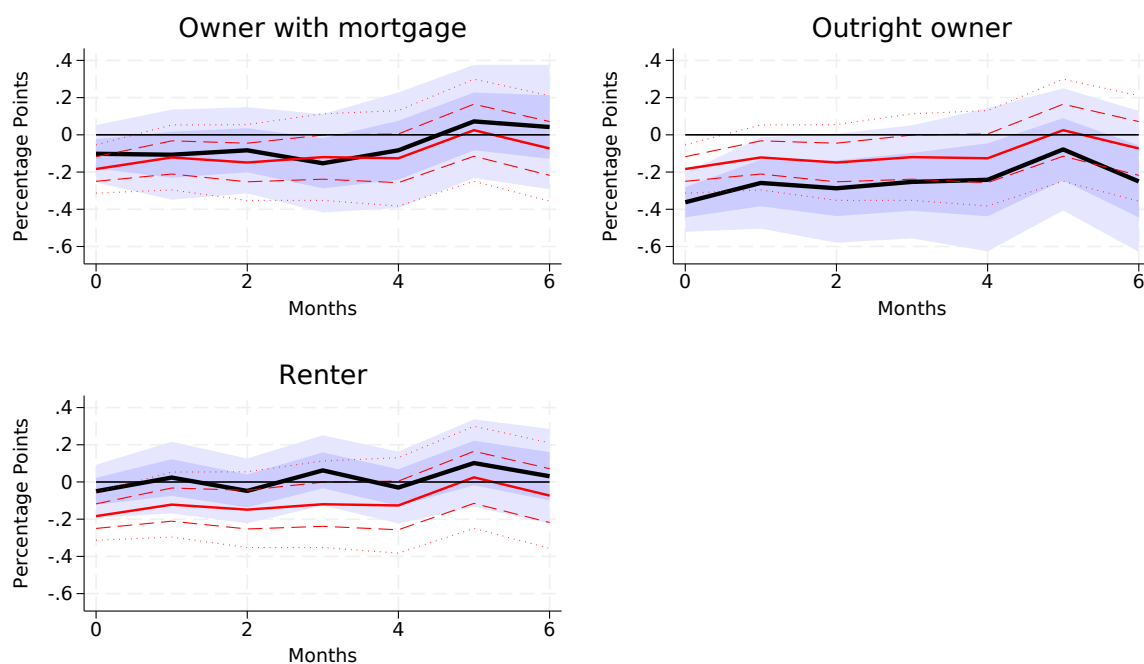 Owner with mortgage
Percentage Points
.4
.2
0
-.2
-.4
-.6
0 2 4 6
Months
Outright owner
Percentage Points
.4
.2
0
-.2
-.4
-.6
0 2 4 6
Months
Renter
Percentage Points
.4
.2
0
-.2
-.4
-.6
0 2 4 6
Months